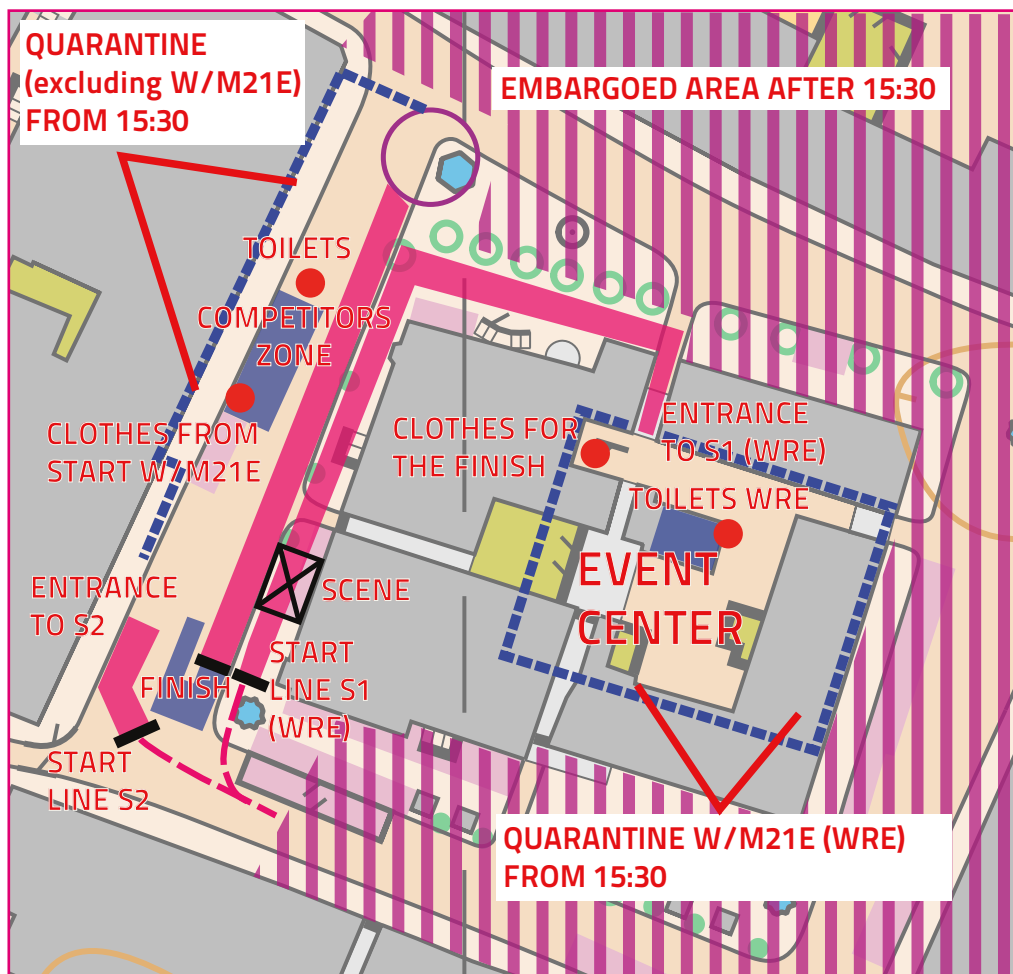 QUARANTINE
(excluding W/M21E)
FROM 15:30
EMBARGOED AREA AFTER 15:30
TOILETS
COMPETITORS
ZONE
CLOTHES FROM
START W/M21E
CLOTHES FOR
THE FINISH
ENTRANCE
TO S1 (WRE)
TOILETS WRE
EVENT
CENTER
ENTRANCE
TO S2
SCENE
FINISH
START
LINE S1
(WRE)
START
LINE S2
QUARANTINE W/M21E (WRE)
FROM 15:30